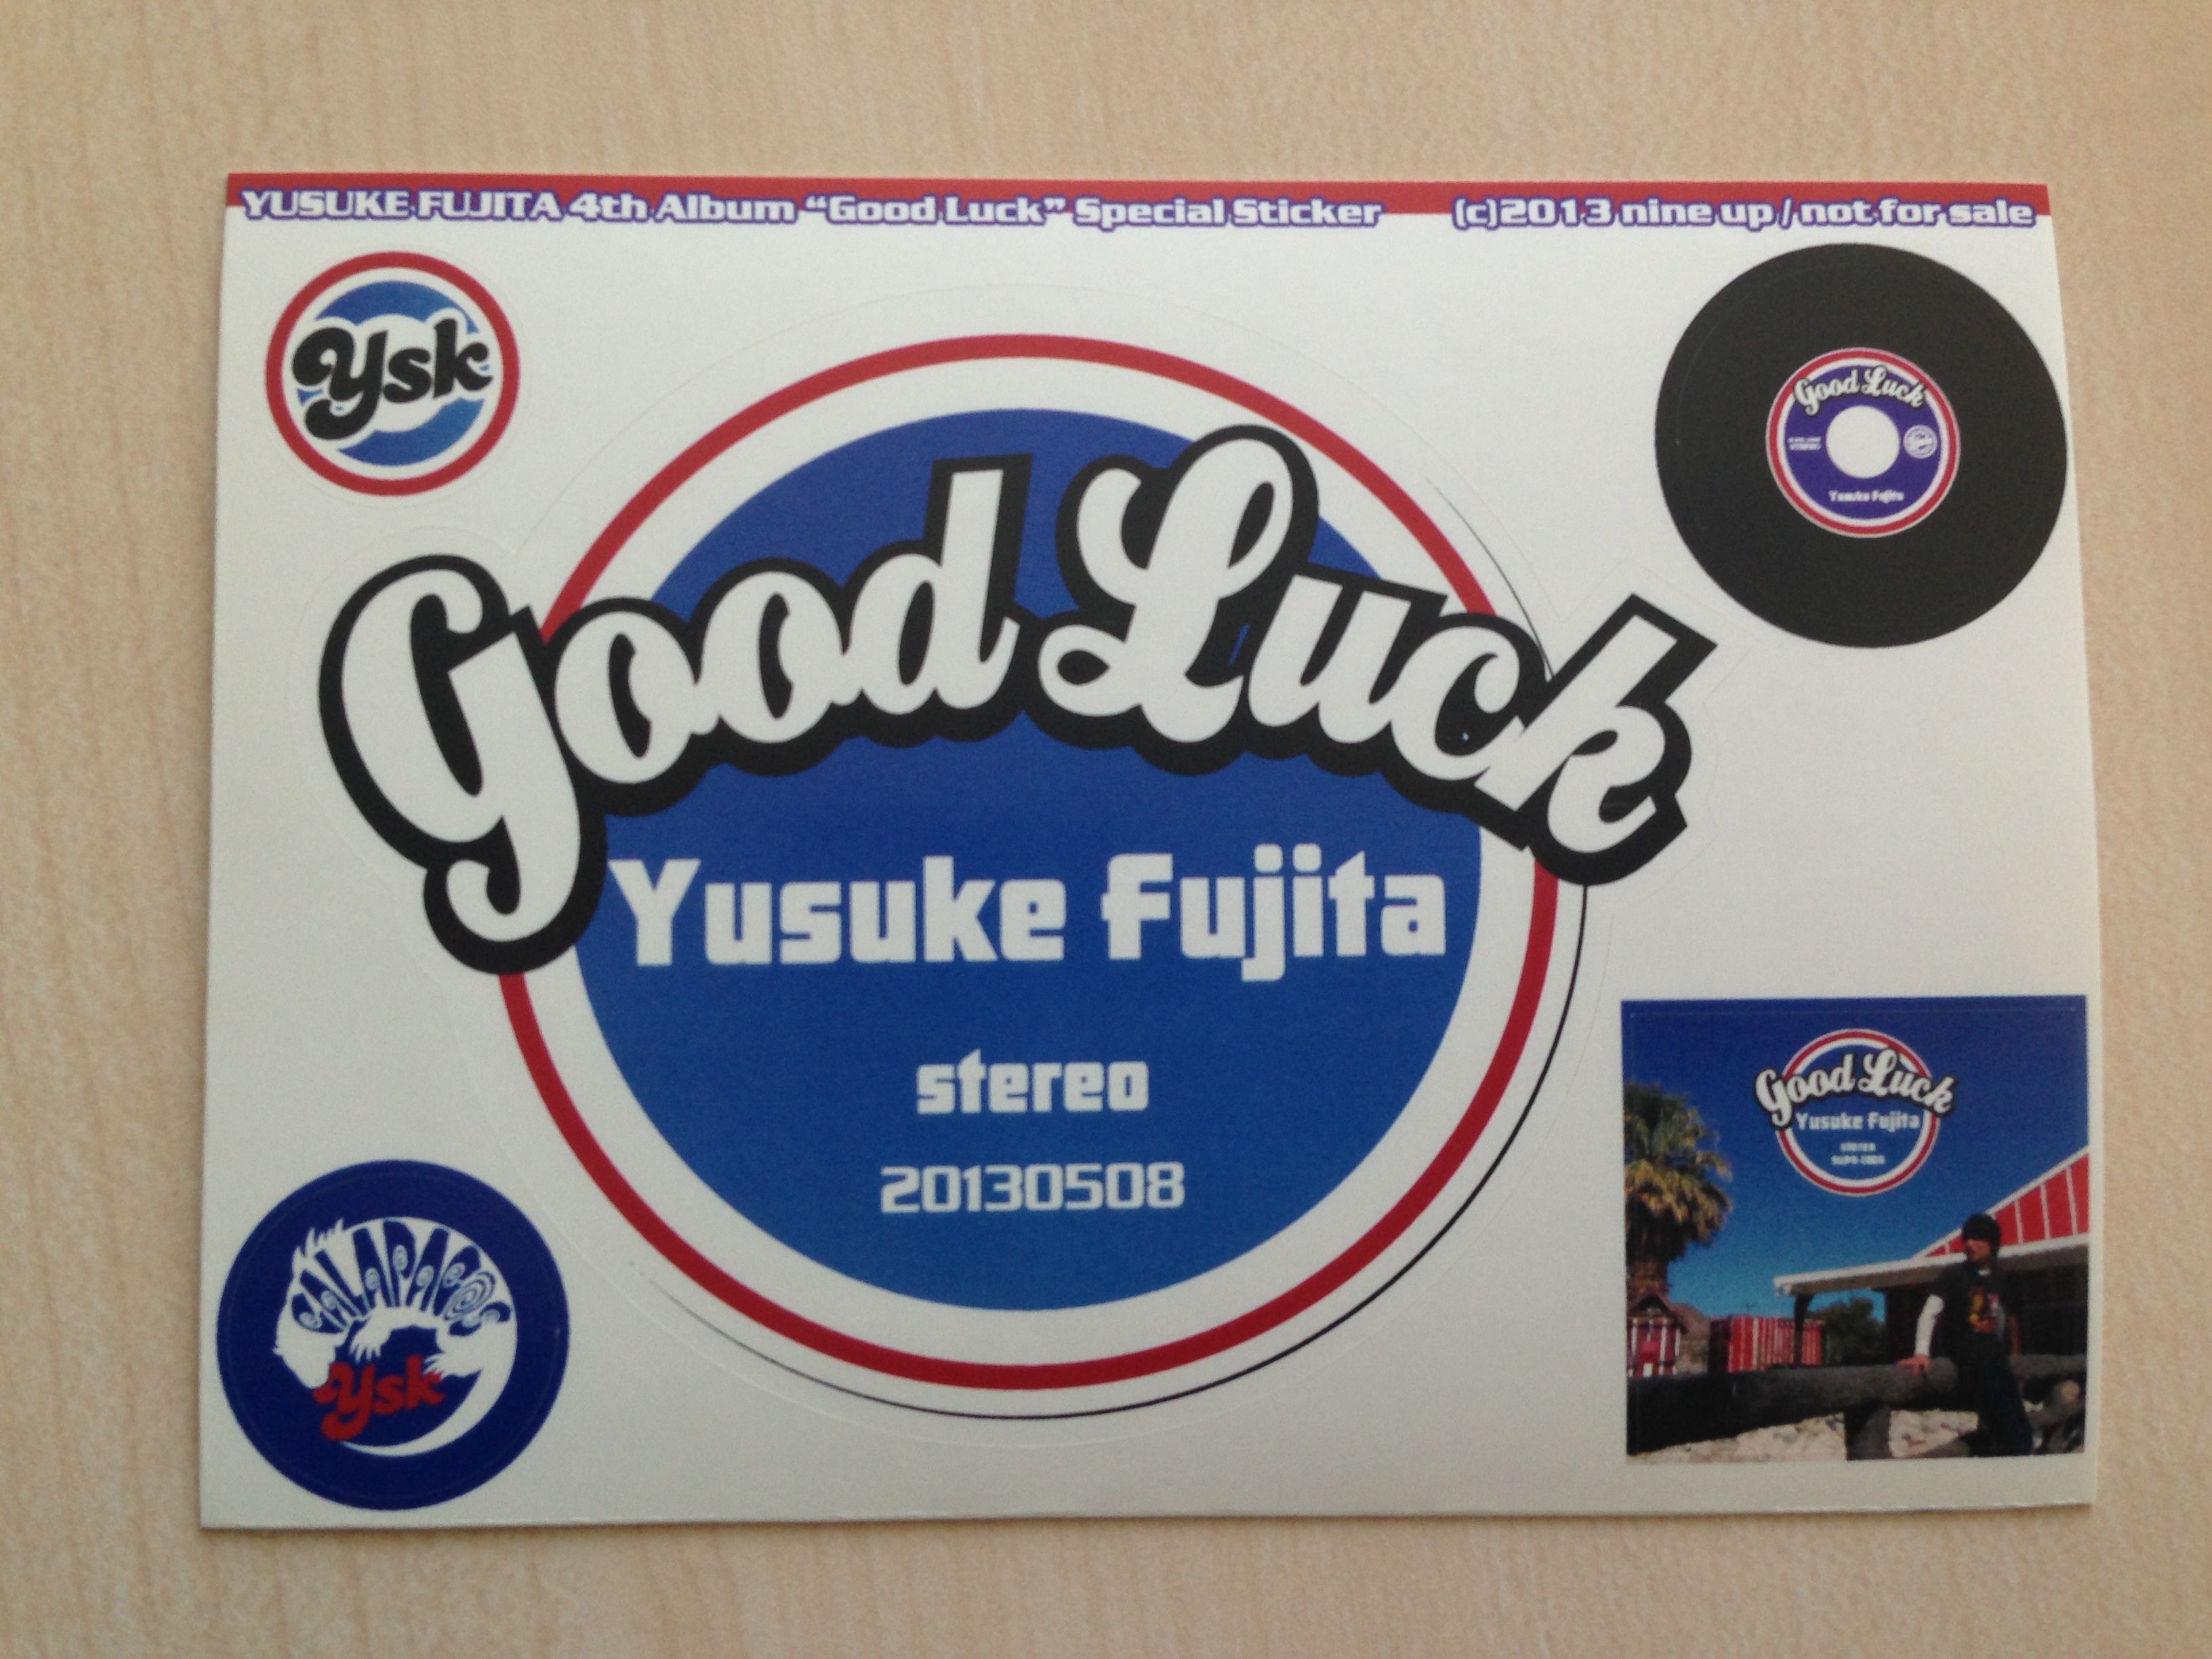 YUSUKE FUJITA 4th Album “Good Luck” Special Sticker (c)2013 nine up / not for sale
Ysk
Good Luck
Yusuke Fujita
Good Luck
Yusuke Fujita
stereo
20130508
GALAPAGOS
Ysk
Good Luck
Yusuke Fujita
stereo